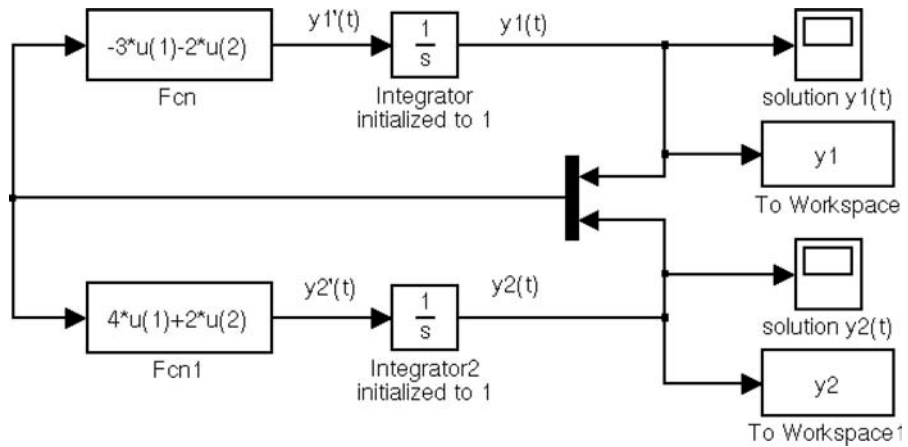 y1'(t)
y1(t)
-3*u(1)-2*u(2)
1
s
Fcn
Integrator
initialized to 1
solution y1(t)
y1
To Workspace
y2'(t)
y2(t)
4*u(1)+2*u(2)
1
s
Fcn1
Integrator2
initialized to 1
solution y2(t)
y2
To Workspace1